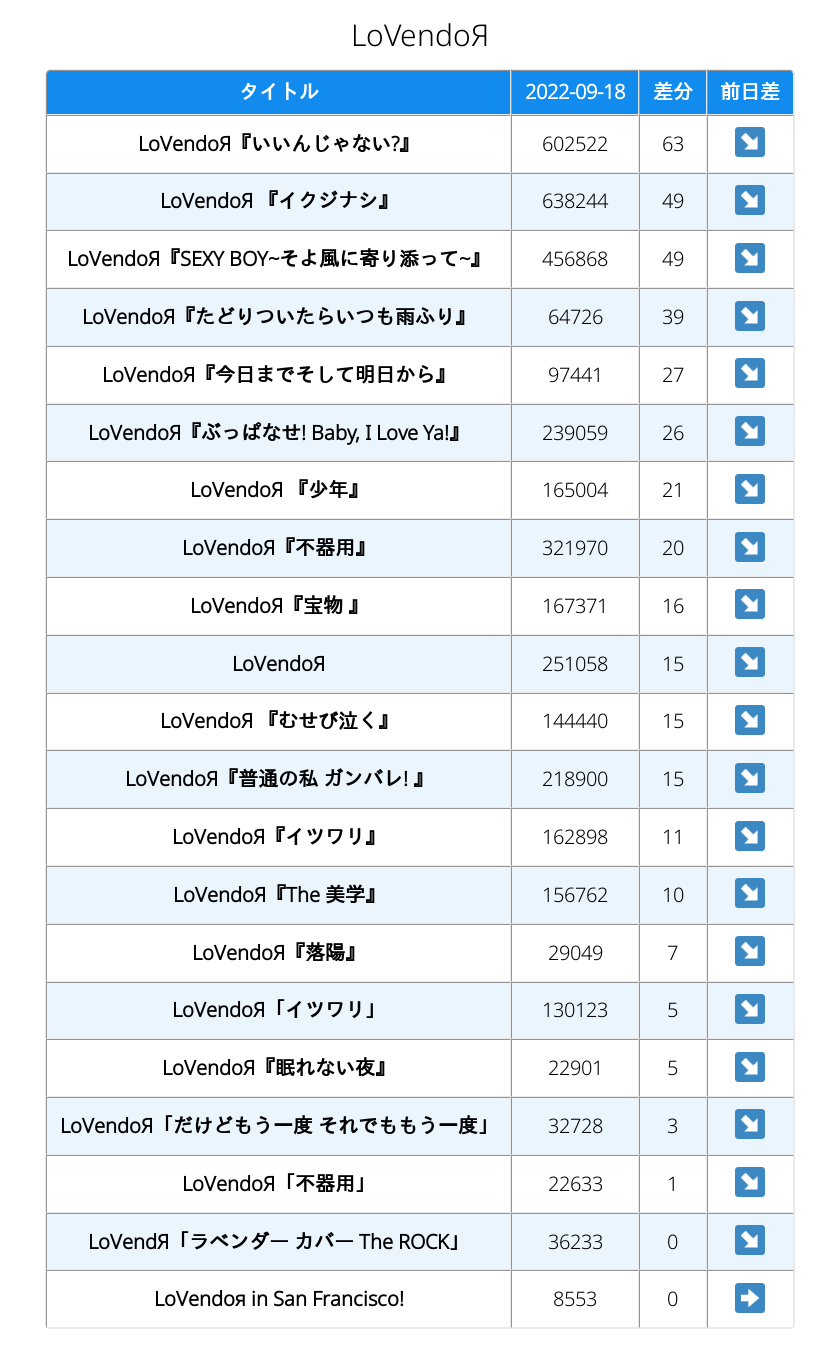 LoVendoЯ
タイトル 2022-09-18 差分 前日差
LoVendoЯ『いいんじゃない?』 602522 63 ↘
LoVendoЯ 『イクジナシ』 638244 49 ↘
LoVendoЯ『SEXY BOY~そよ風に寄り添って~』 456868 49 ↘
LoVendoЯ『たどりついたらいつも雨ふり』 64726 39 ↘
LoVendoЯ『今日までそして明日から』 97441 27 ↘
LoVendoЯ『ぶっぱなせ! Baby, I Love Ya!』 239059 26 ↘
LoVendoЯ 『少年』 165004 21 ↘
LoVendoЯ『不器用』 321970 20 ↘
LoVendoЯ『宝物 』 167371 16 ↘
LoVendoЯ 251058 15 ↘
LoVendoЯ 『むせび泣く』 144440 15 ↘
LoVendoЯ『普通の私 ガンバレ! 』 218900 15 ↘
LoVendoЯ『イツワリ』 162898 11 ↘
LoVendoЯ『The 美学』 156762 10 ↘
LoVendoЯ『落陽』 29049 7 ↘
LoVendoЯ「イツワリ」 130123 5 ↘
LoVendoЯ『眠れない夜』 22901 5 ↘
LoVendoЯ「だけどもう一度 それでももう一度」 32728 3 ↘
LoVendoЯ「不器用」 22633 1 ↘
LoVendЯ「ラベンダー カバー The ROCK」 36233 0 ↘
LoVendoя in San Francisco! 8553 0 ➡